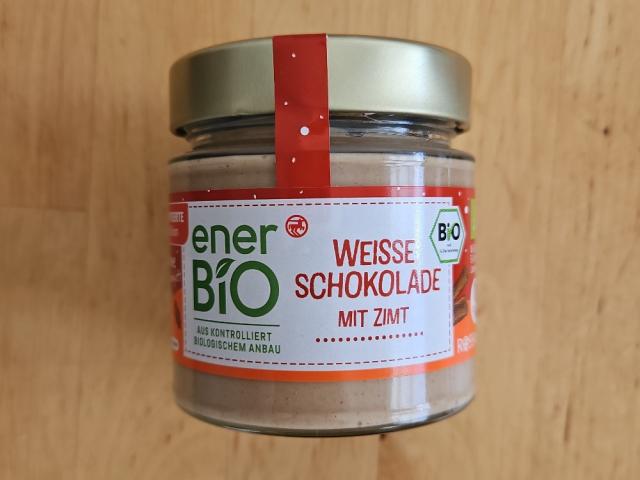 ener
BiO
AUS KONTROLLIERT
BIOLOGISCHEM ANBAU
WEISSE
SCHOKOLADE
MIT ZIMT
BiO